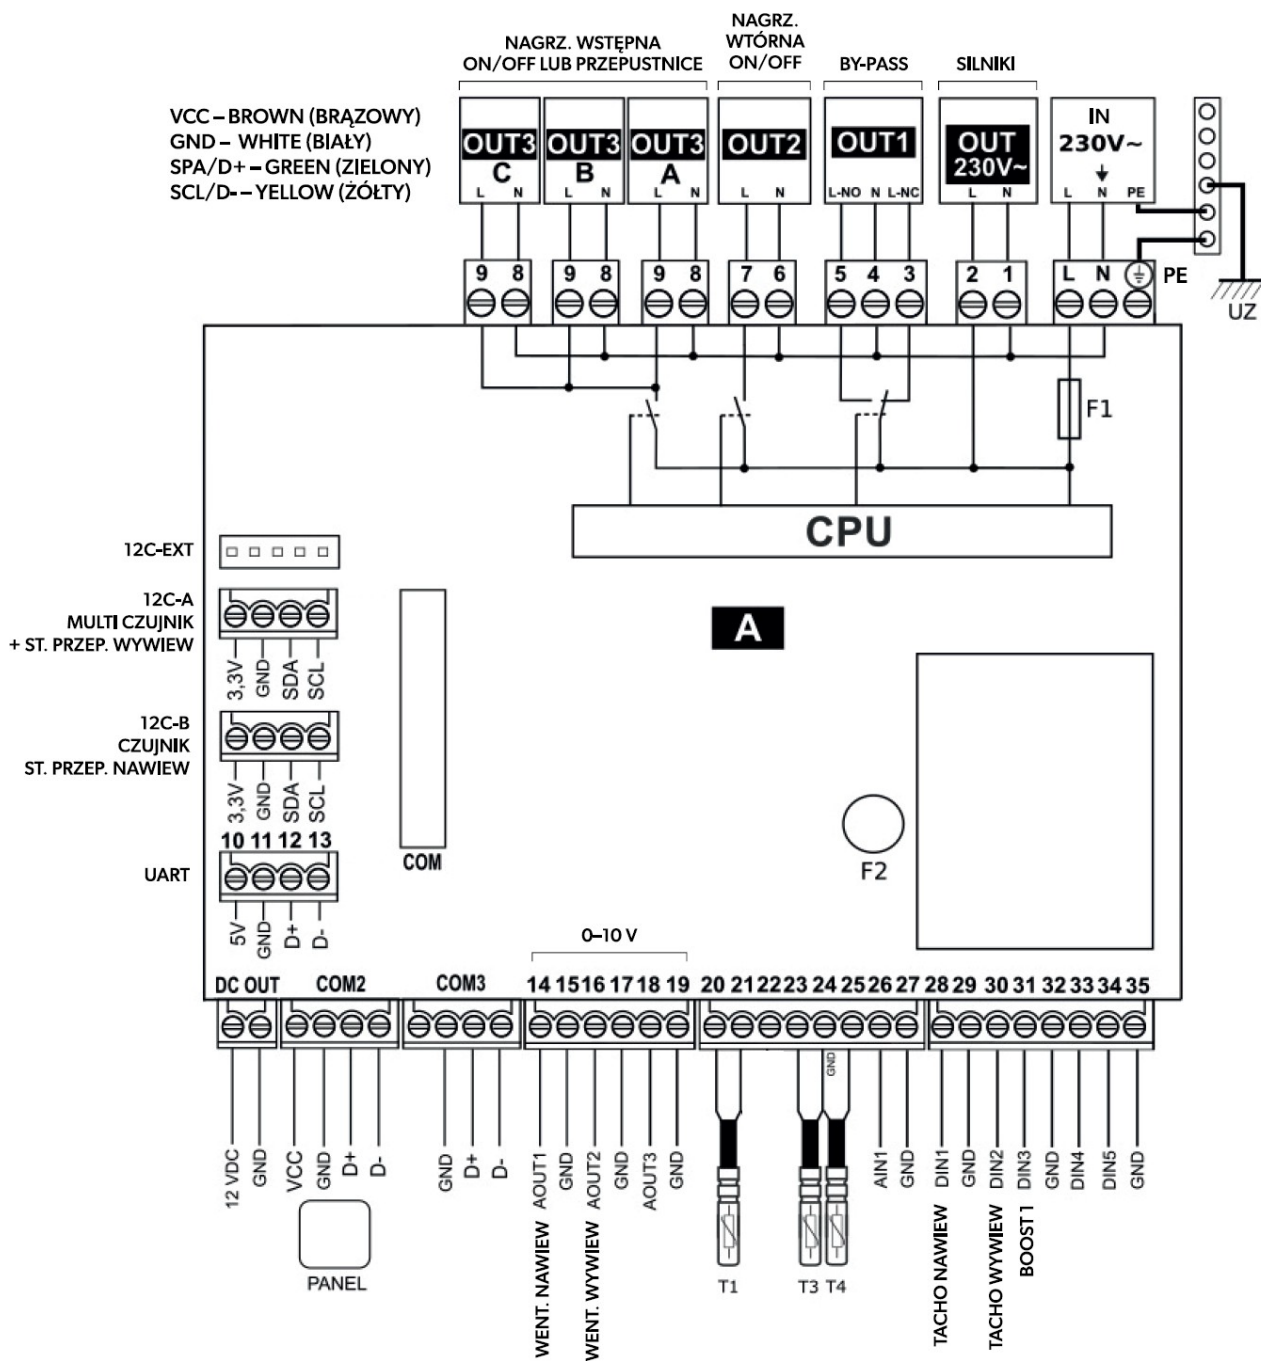 NAGRZ. WSTĘPNA
ON/OFF LUB PRZEPUSTNICE
NAGRZ.
WTÓRNA
ON/OFF
BY-PASS
SILNIKI
VCC – BROWN (BRĄZOWY)
GND – WHITE (BIAŁY)
SPA/D+ – GREEN (ZIELONY)
SCL/D- – YELLOW (ŻÓŁTY)
OUT3
C
L N
OUT3
B
L N
OUT3
A
L N
OUT2
L N
OUT1
L-NO N L-NC
OUT
230V~
L N
IN
230V~
L N PE
9 8
9 8
9 8
7 6
5 4 3
2 1
L N
PE
UZ
F1
CPU
12C-EXT
12C-A
MULTI CZUJNIK
+ ST. PRZEP. WYWIEW
3,3V GND SDA SCL
A
12C-B
CZUJNIK
ST. PRZEP. NAWIEW
3,3V GND SDA SCL
10 11 12 13
UART
5V GND D+ D-
COM
F2
0–10 V
DC OUT
COM2
COM3
14 15 16 17 18 19
20 21 22 23 24 25 26 27
28 29 30 31 32 33 34 35
12 VDC
GND
VCC
GND
D+
D-
GND
D+
D-
AOUT1
GND
AOUT2
GND
AOUT3
GND
GND
AIN1
GND
DIN1
GND
DIN2
DIN3
GND
DIN4
DIN5
GND
PANEL
WENT. NAWIEW
WENT. WYWIEW
T1
T3
T4
TACHO NAWIEW
TACHO WYWIEW
BOOST 1